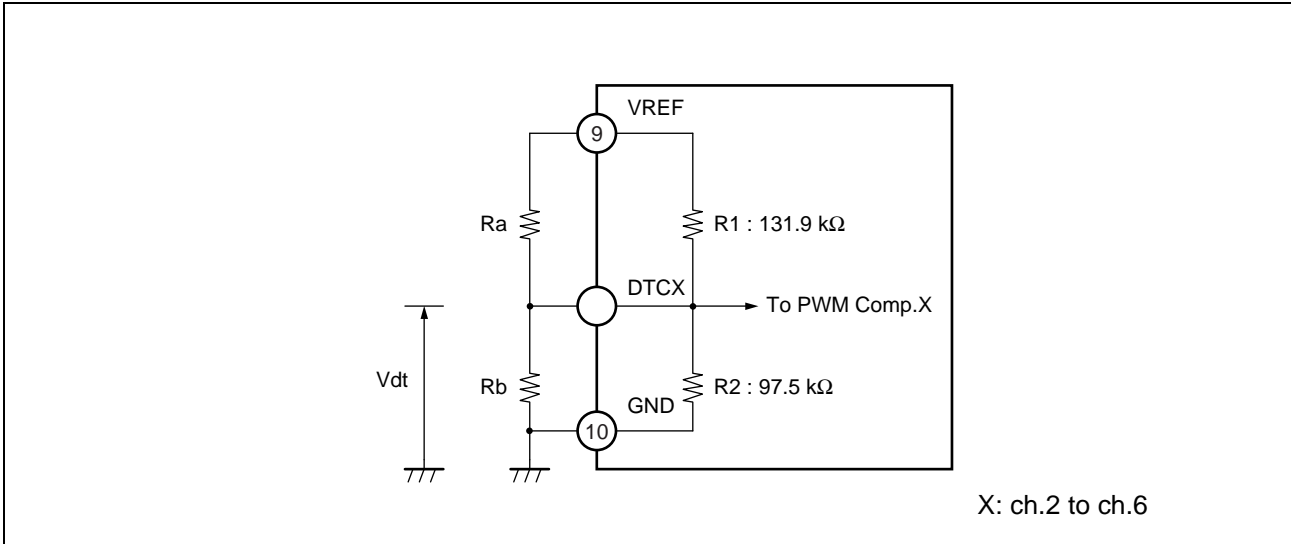 VREF
9
Ra
R1 : 131.9 kΩ
DTCX
To PWM Comp.X
Vdt
Rb
R2 : 97.5 kΩ
GND
10
X: ch.2 to ch.6